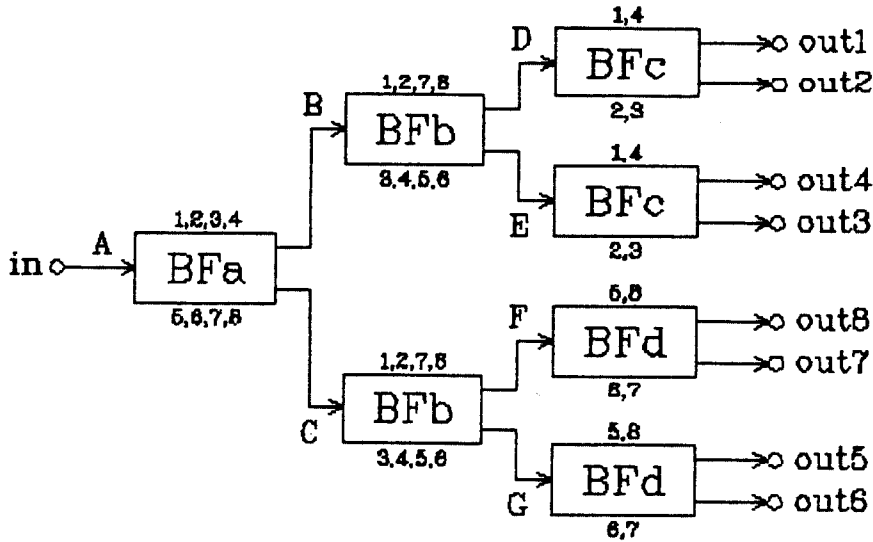 1,4
D
BFc
out1
out2
2,3
1,2,7,8
B
BFb
3,4,5,6
1,4
E
BFc
out4
out3
2,3
1,2,3,4
in
A
BFa
5,6,7,8
5,8
F
BFd
out8
out7
6,7
1,2,7,8
C
BFb
3,4,5,6
5,8
G
BFd
out5
out6
6,7